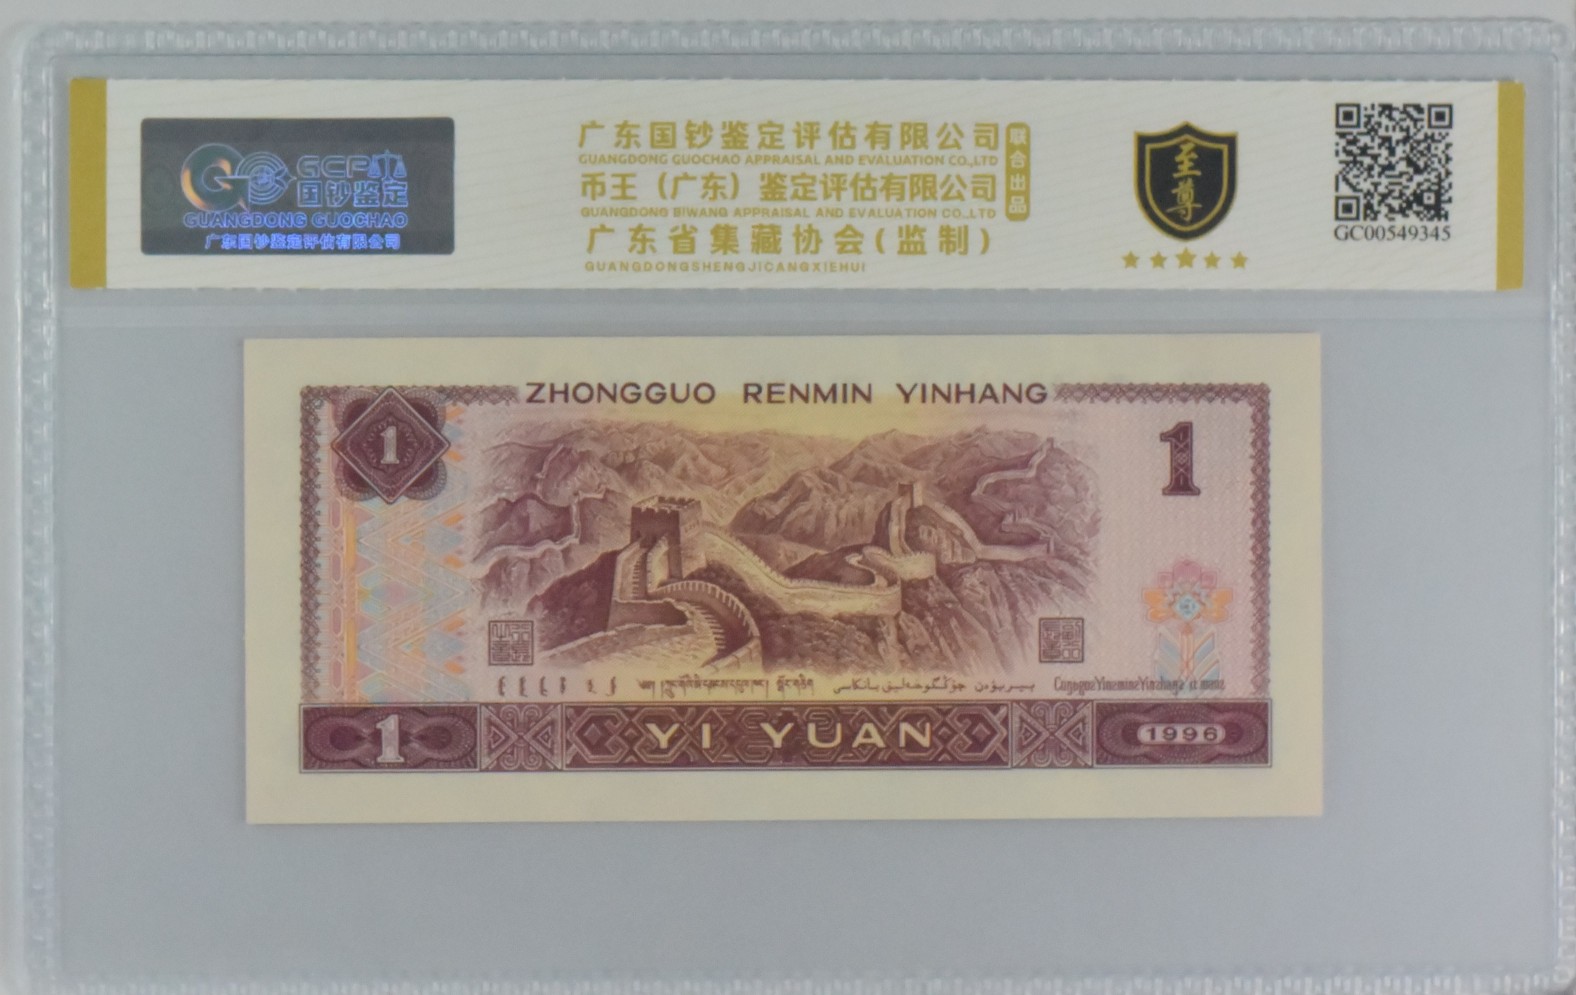 GCP
国钞鉴定
GUANGDONG GUOCHAO
广东国钞鉴定评估有限公司
广东国钞鉴定评估有限公司
GUANGDONG GUOCHAO APPRAISAL AND EVALUATION CO.,LTD
币王（广东）鉴定评估有限公司
GUANGDONG BIWANG APPRAISAL AND EVALUATION CO.,LTD
广东省集藏协会(监制)
GUANGDONGSHENGJICANGXIEHUI
联合出品
至尊
GC00549345
ZHONGGUO RENMIN YINHANG
1
1
1
YI YUAN
1996